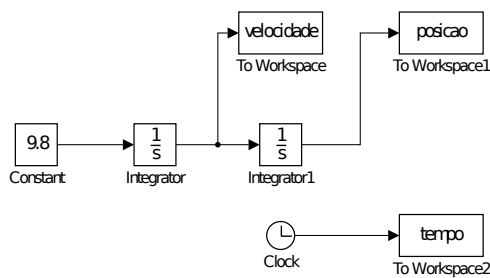 velocidade
To Workspace
posicao
To Workspace1
9.8
Constant
1
s
Integrator
1
s
Integrator1
Clock
tempo
To Workspace2